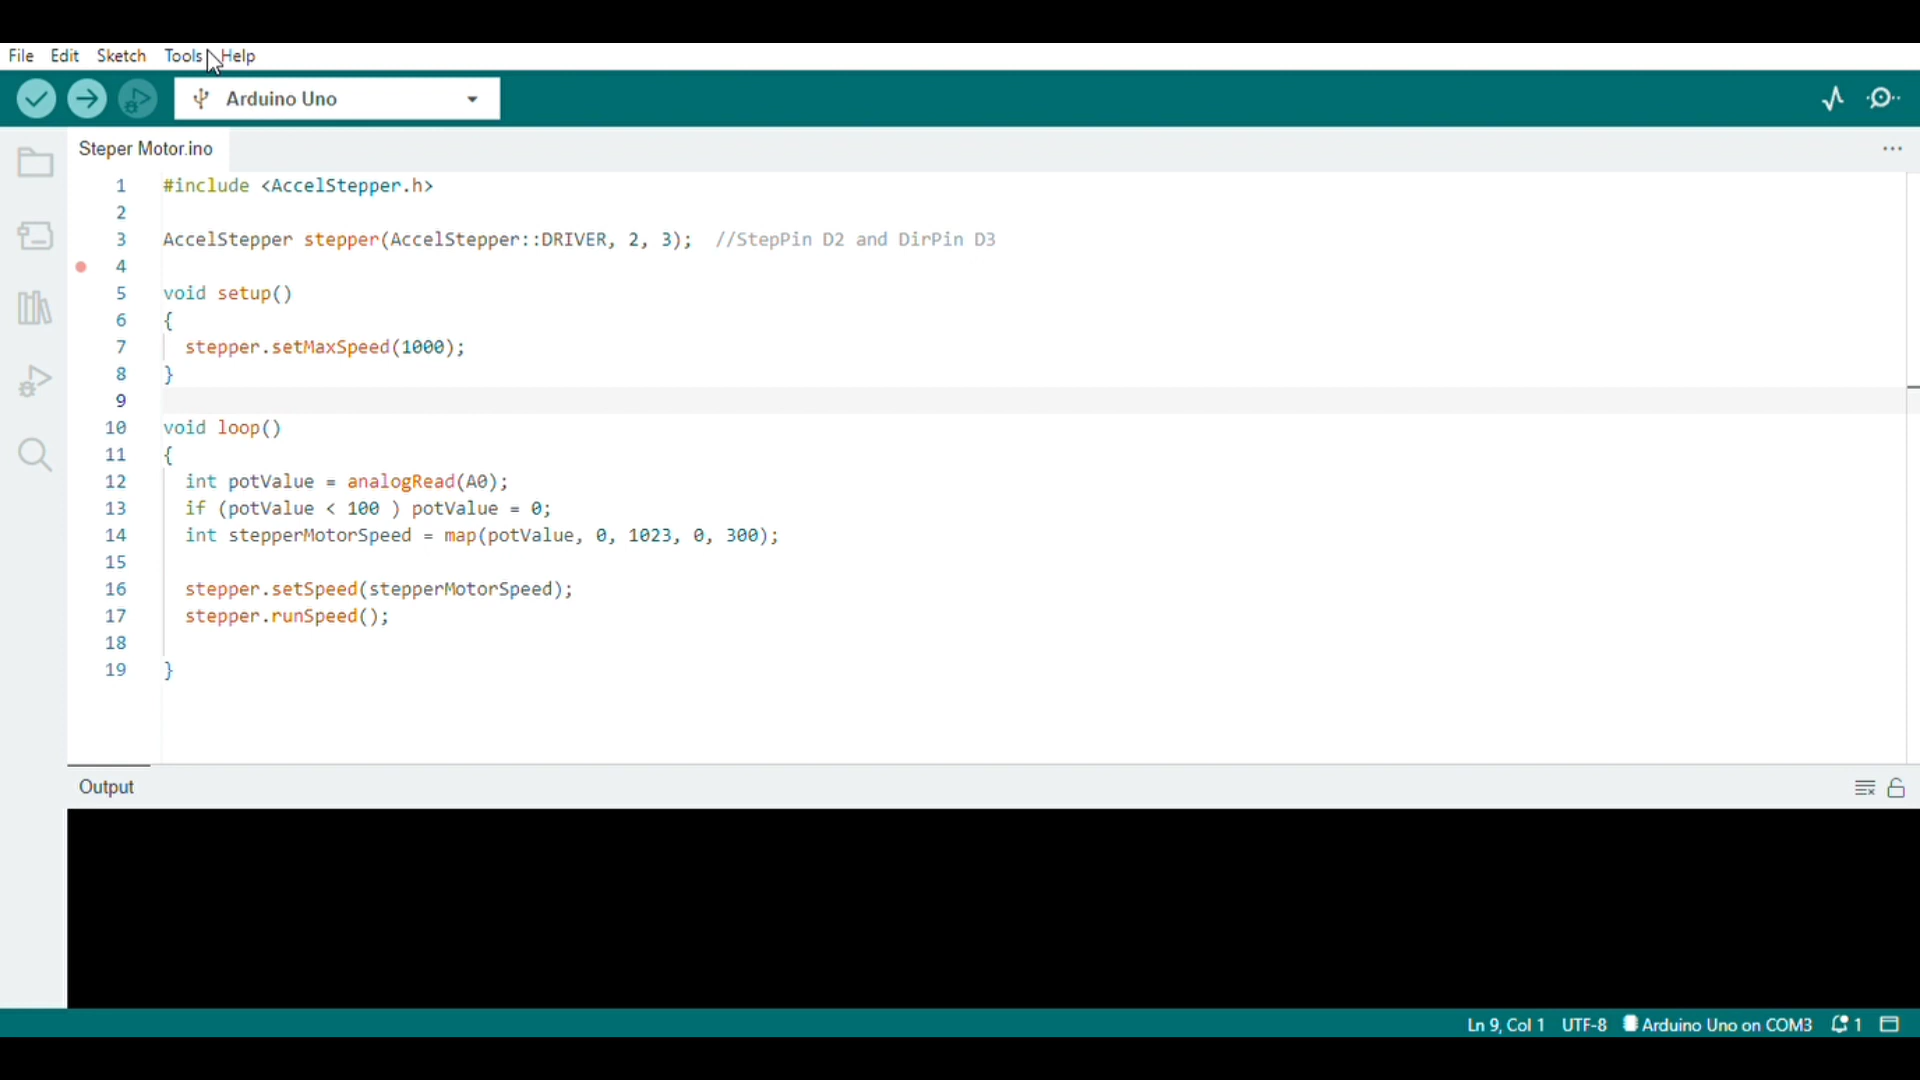 File Edit Sketch Tools Help
Arduino Uno
Steper Motor.ino
1 #include <AccelStepper.h>
2
3 AccelStepper stepper(AccelStepper::DRIVER, 2, 3); //StepPin D2 and DirPin D3
4
5 void setup()
6 {
7 stepper.setMaxSpeed(1000);
8 }
9
10 void loop()
11 {
12 int potValue = analogRead(A0);
13 if (potValue < 100 ) potValue = 0;
14 int stepperMotorSpeed = map(potValue, 0, 1023, 0, 300);
15
16 stepper.setSpeed(stepperMotorSpeed);
17 stepper.runSpeed();
18
19 }
Output
Ln 9, Col 1 UTF-8 Arduino Uno on COM3 1